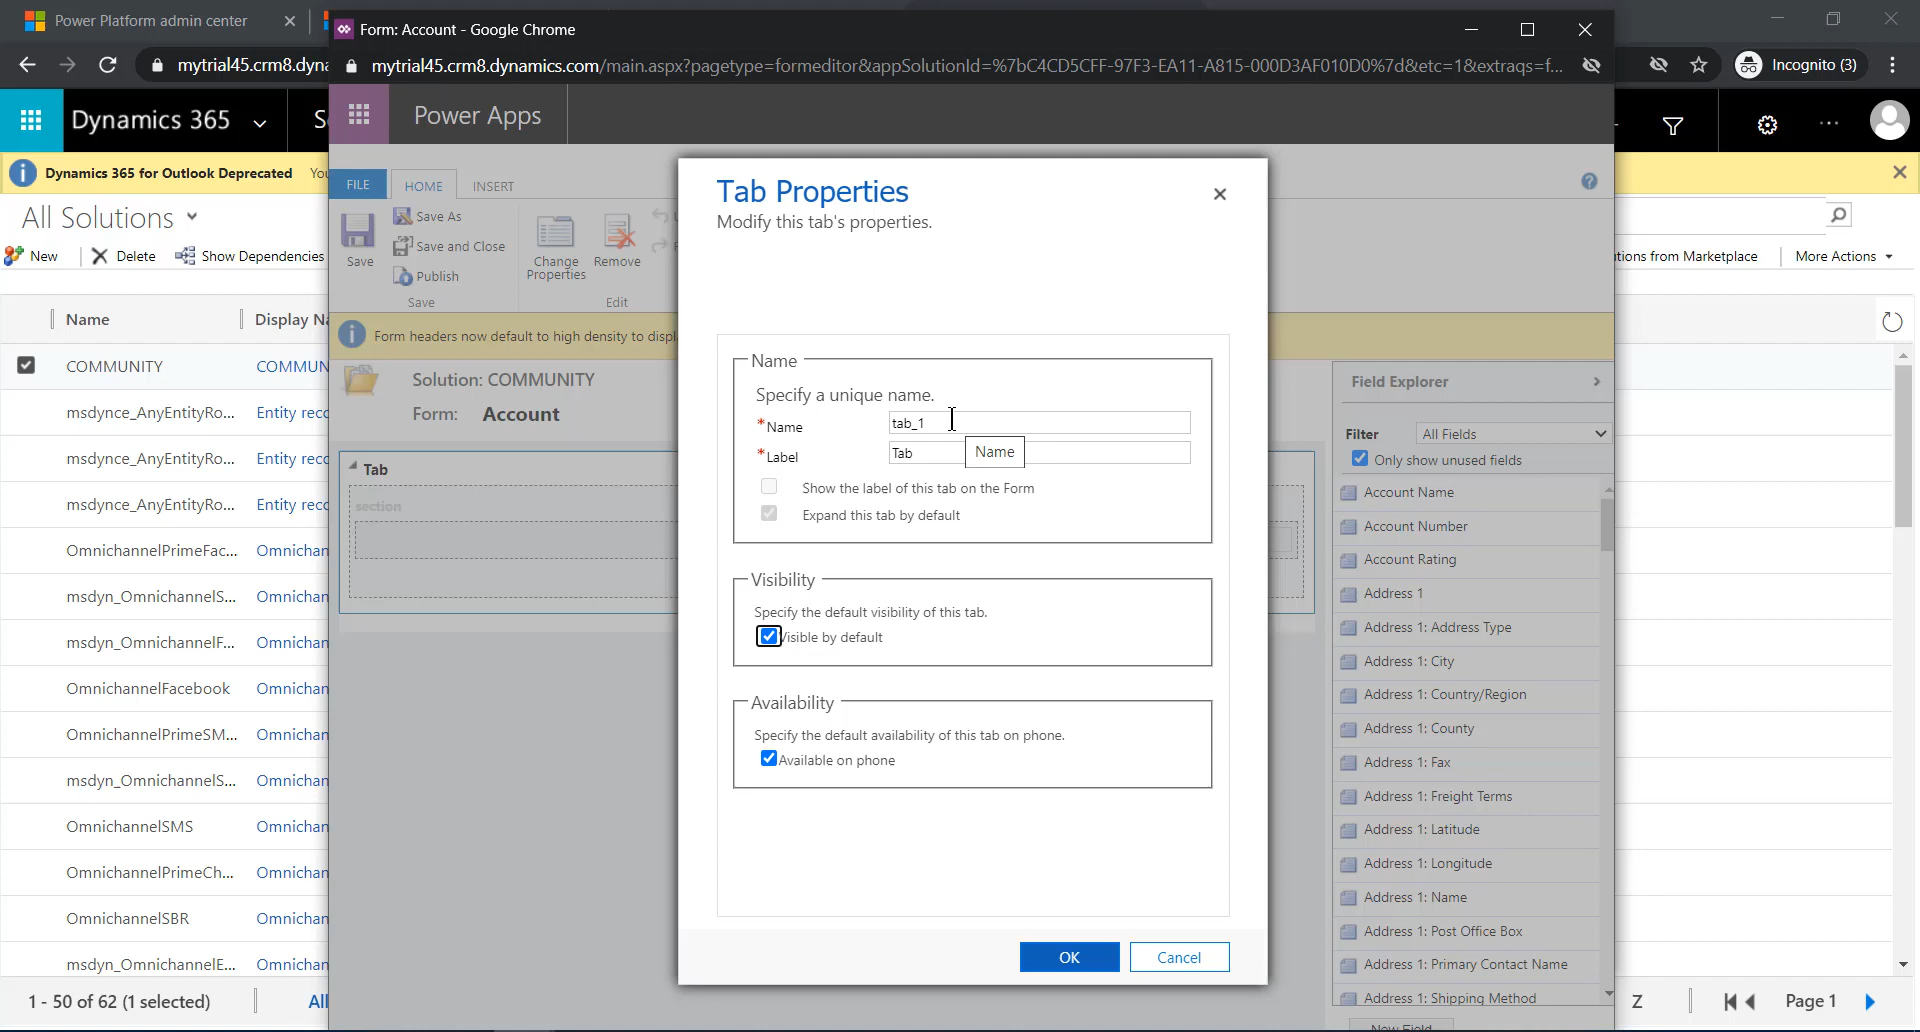 Power Platform admin center
Form: Account - Google Chrome
mytrial45.crm8.dyna
mytrial45.crm8.dynamics.com/main.aspx?pagetype=formeditor&appSolutionId=%7bC4CD5CFF-97F3-EA11-A815-000D3AF010D0%7d&etc=1&extraqs=f...
Incognito (3)
Dynamics 365
Power Apps
Dynamics 365 for Outlook Deprecated
FILE
HOME
INSERT
Tab Properties
Modify this tab's properties.
All Solutions
Save
Save As
Save and Close
Publish
Change Properties
Remove
Save
Edit
New
Delete
Show Dependencies
tions from Marketplace
More Actions
Name
Display Na
Form headers now default to high density to displ
COMMUNITY
COMMUN
msdynce_AnyEntityRo...
Entity reco
msdynce_AnyEntityRo...
Entity reco
msdynce_AnyEntityRo...
Entity reco
OmnichannelPrimeFac...
Omnichan
msdyn_OmnichannelS...
Omnichan
msdyn_OmnichannelF...
Omnichan
OmnichannelFacebook
Omnichan
OmnichannelPrimeSM...
Omnichan
msdyn_OmnichannelS...
Omnichan
OmnichannelSMS
Omnichan
OmnichannelPrimeCh...
Omnichan
OmnichannelSBR
Omnichan
msdyn_OmnichannelE...
Omnichan
Solution: COMMUNITY
Form: Account
Tab
section
Name
Specify a unique name.
*Name
tab_1
*Label
Tab
Name
Show the label of this tab on the Form
Expand this tab by default
Visibility
Specify the default visibility of this tab.
Visible by default
Availability
Specify the default availability of this tab on phone.
Available on phone
OK
Cancel
Field Explorer
Filter
All Fields
Only show unused fields
Account Name
Account Number
Account Rating
Address 1
Address 1: Address Type
Address 1: City
Address 1: Country/Region
Address 1: County
Address 1: Fax
Address 1: Freight Terms
Address 1: Latitude
Address 1: Longitude
Address 1: Name
Address 1: Post Office Box
Address 1: Primary Contact Name
Address 1: Shipping Method
New Field
1 - 50 of 62 (1 selected)
All
Z
Page 1